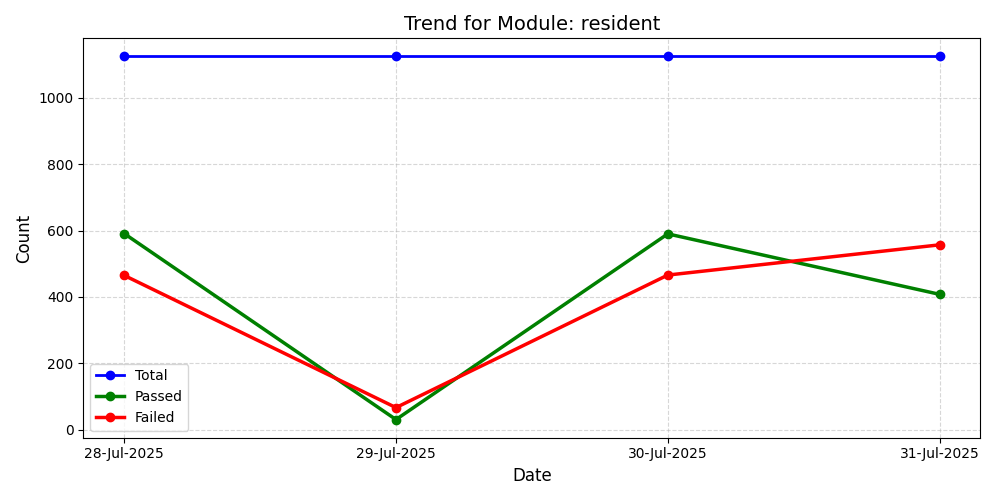 Trend for Module: resident
Count
1000
800
600
400
200
0
Total
Passed
Failed
28-Jul-2025
29-Jul-2025
30-Jul-2025
31-Jul-2025
Date